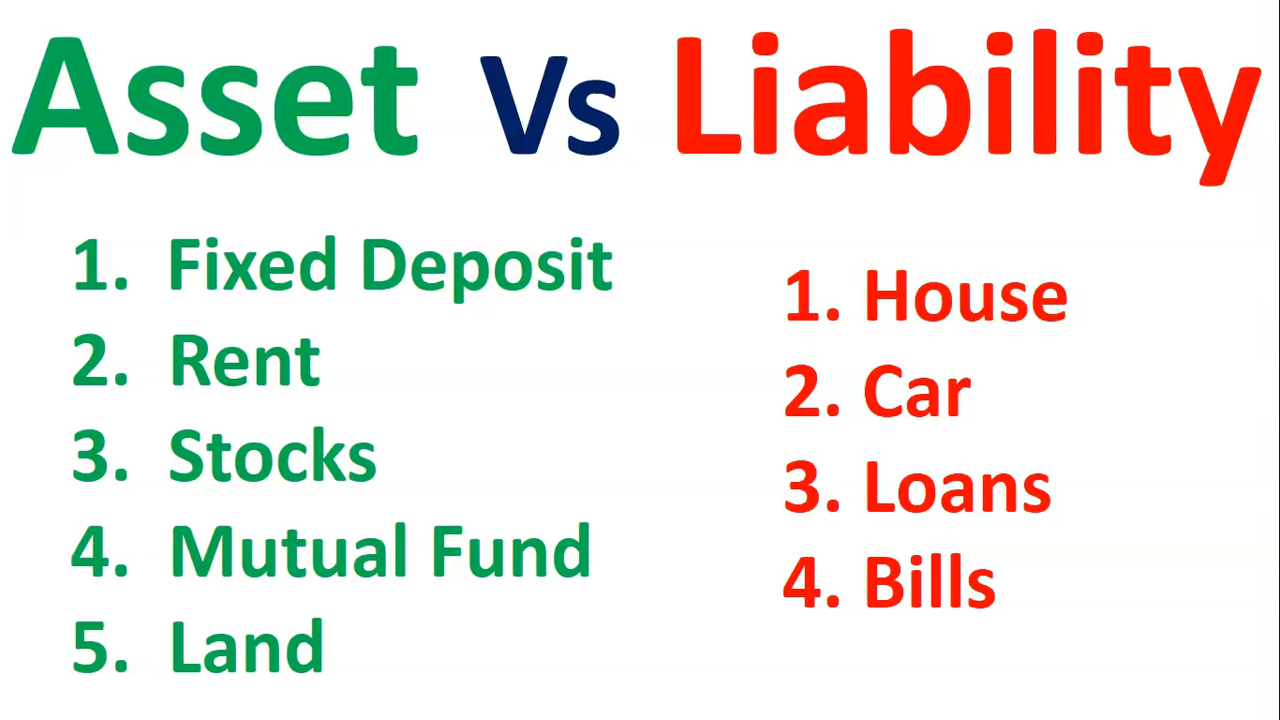 Asset Vs Liability
1. Fixed Deposit
2. Rent
3. Stocks
4. Mutual Fund
5. Land
1. House
2. Car
3. Loans
4. Bills